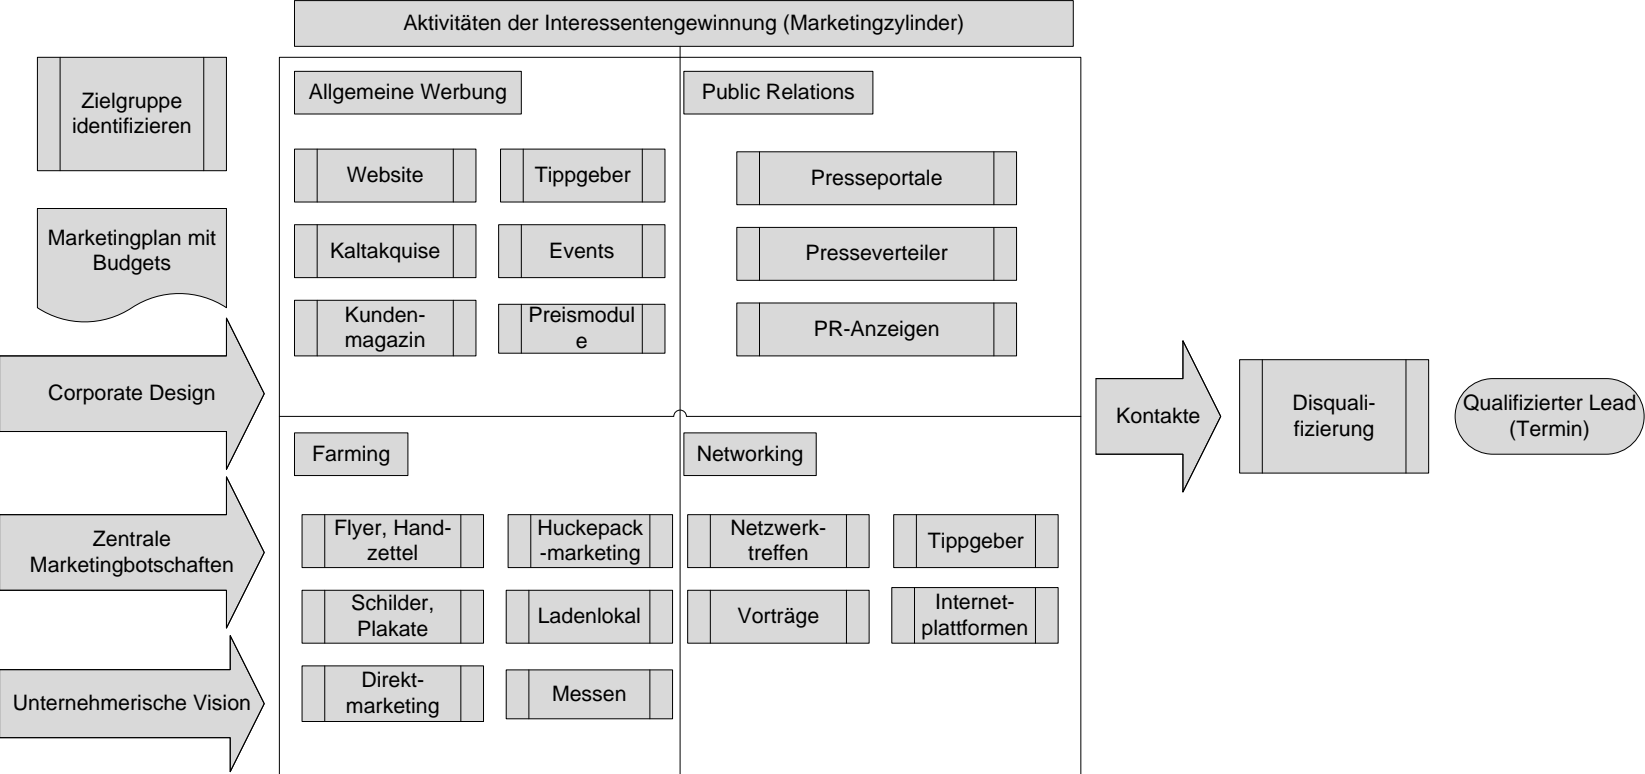 Aktivitäten der Interessentengewinnung (Marketingzylinder)
Zielgruppe
identifizieren
Marketingplan mit
Budgets
Corporate Design
Zentrale
Marketingbotschaften
Unternehmerische Vision
Allgemeine Werbung
Website
Tippgeber
Kaltakquise
Events
Kunden-
magazin
Preismodul
e
Public Relations
Presseportale
Presseverteiler
PR-Anzeigen
Farming
Flyer, Hand-
zettel
Huckepack
-marketing
Schilder,
Plakate
Ladenlokal
Direkt-
marketing
Messen
Networking
Netzwerk-
treffen
Tippgeber
Vorträge
Internet-
plattformen
Kontakte
Disquali-
fizierung
Qualifizierter Lead
(Termin)